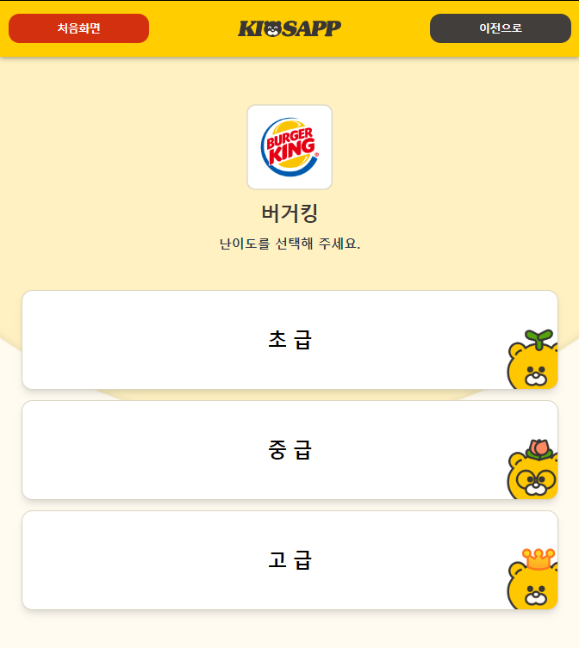 처음화면
KIOSAPP
이전으로
BURGER
KING
버거킹
난이도를 선택해 주세요.
초 급
중 급
고 급